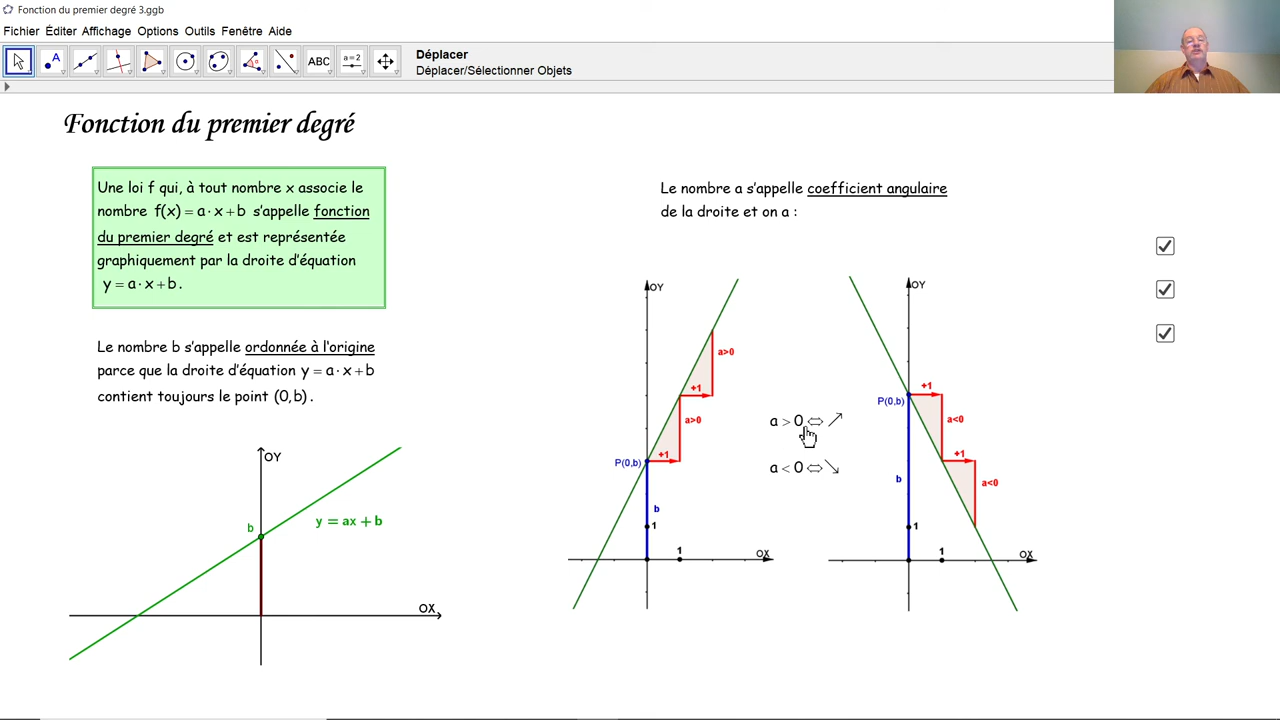 Fonction du premier degré 3.ggb
Fichier Éditer Affichage Options Outils Fenêtre Aide
A
ABC
a=2
Déplacer
Déplacer/Sélectionner Objets
Fonction du premier degré
Une loi f qui, à tout nombre x associe le
nombre f(x) = a·x+b s'appelle fonction
du premier degré et est représentée
graphiquement par la droite d'équation
y = a·x+b.
Le nombre b s'appelle ordonnée à l'origine
parce que la droite d'équation y = a·x+b
contient toujours le point (0,b).
OY
b
y = ax + b
OX
Le nombre a s'appelle coefficient angulaire
de la droite et on a :
OY
a>0
+1
a>0
+1
P(0,b)
b
1
1
OX
a > 0 ⇔ ↗
a < 0 ⇔ ↘
OY
+1
P(0,b)
a<0
+1
b
a<0
1
1
OX